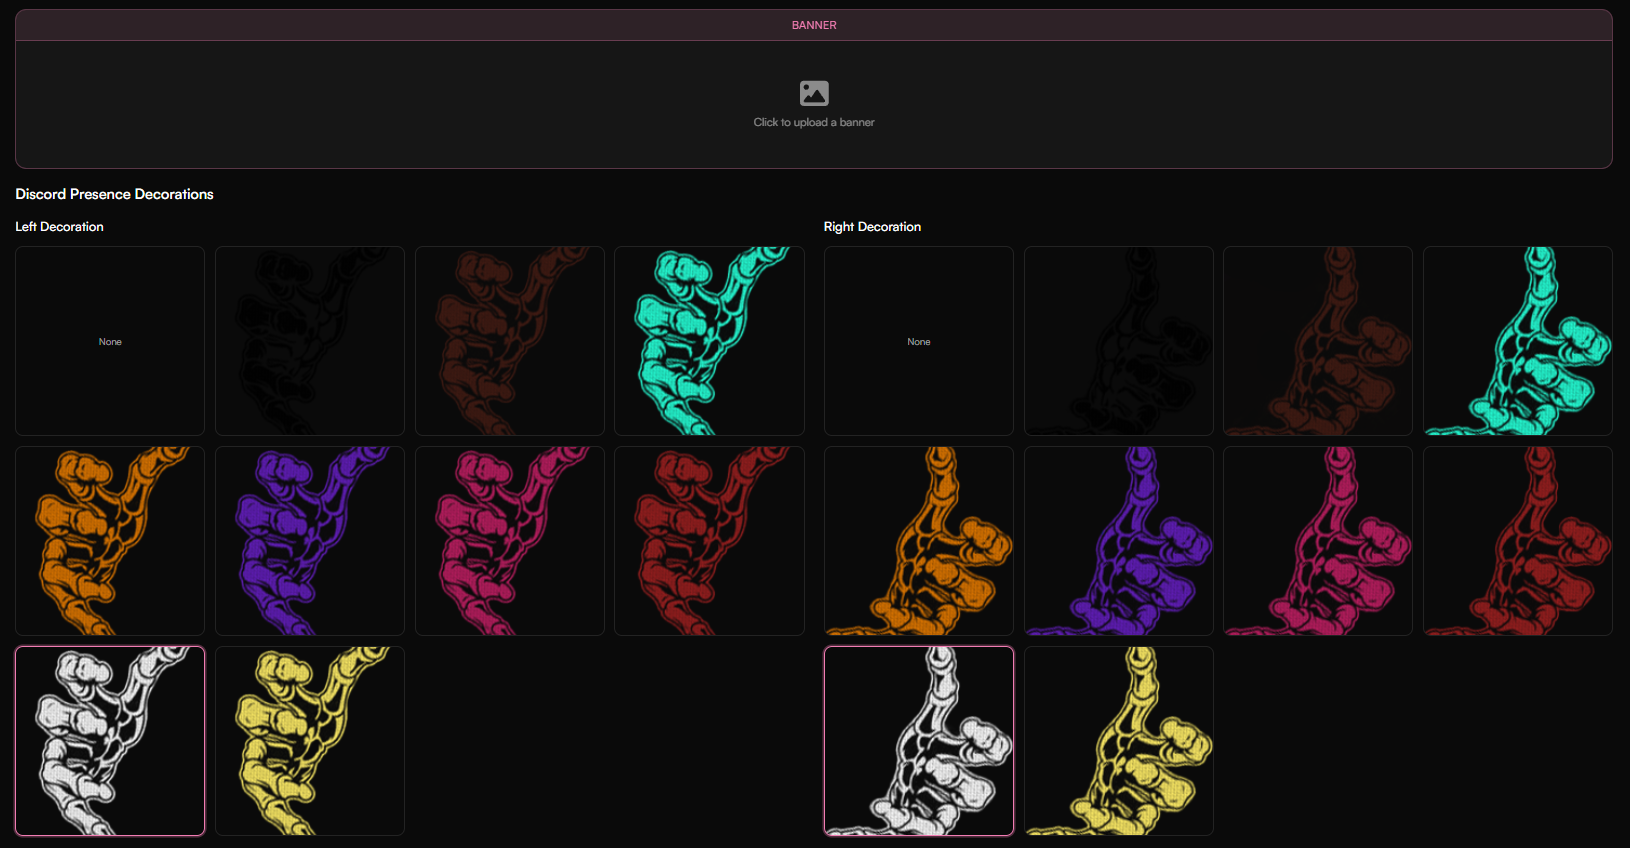 BANNER
Click to upload a banner
Discord Presence Decorations
Left Decoration
Right Decoration
None
None